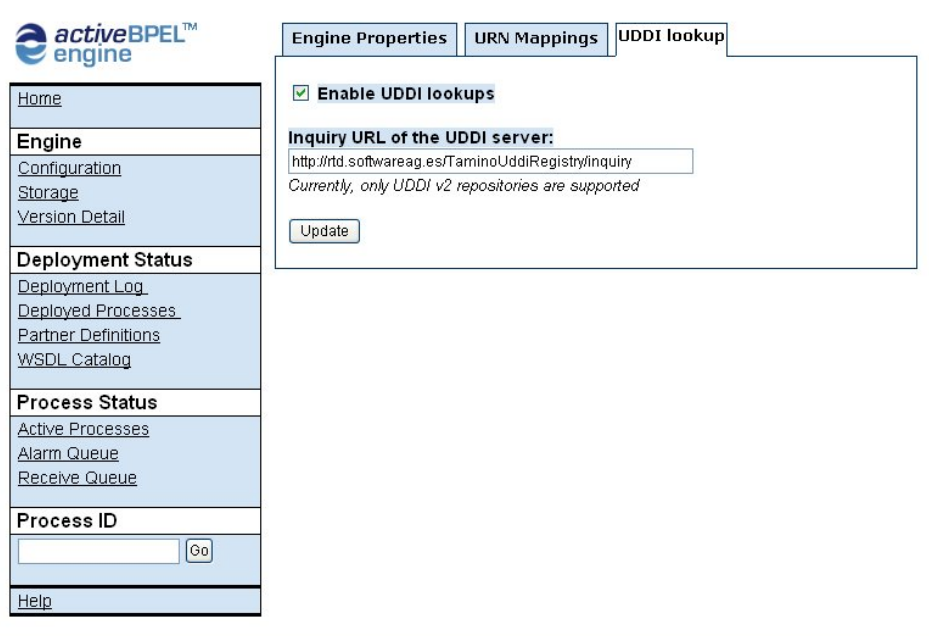 activeBPEL™
engine
Engine Properties
URN Mappings
UDDI lookup
Home
Engine
Configuration
Storage
Version Detail
Deployment Status
Deployment Log
Deployed Processes
Partner Definitions
WSDL Catalog
Process Status
Active Processes
Alarm Queue
Receive Queue
Process ID
Go
Help
Enable UDDI lookups
Inquiry URL of the UDDI server:
http://rtd.softwareag.es/TaminoUddiRegistry/inquiry
Currently, only UDDI v2 repositories are supported
Update